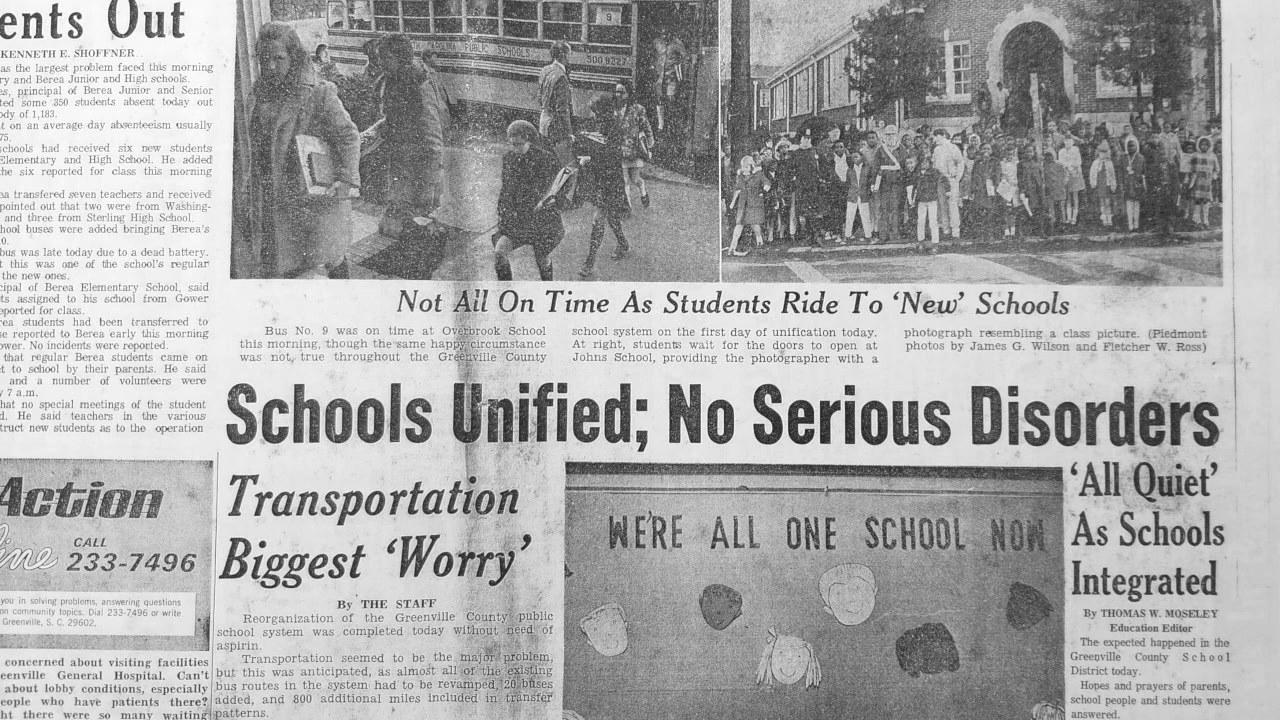 ents Out
KENNETH E. SHOFFNER
as the largest problem faced this morning
ry and Berea Junior and High schools.
es, principal of Berea Junior and Senior
ted some 350 students absent today out
ody of 1,183.
t on an average day absenteeism usually
75.
schools had received six new students
Elementary and High School. He added
the six reported for class this morning
ea transfered seven teachers and received
pointed out that two were from Washing-
and three from Sterling High School.
hool buses were added bringing Berea's
0.
bus was late today due to a dead battery.
t this was one of the school's regular
the new ones.
cipal of Berea Elementary School, said
ts assigned to his school from Gower
eported for class.
rea students had been transferred to
se reported to Berea early this morning
ower. No incidents were reported.
that regular Berea students came on
t to school by their parents. He said
and a number of volunteers were
y 7 a.m.
hat no special meetings of the student
d. He said teachers in the various
truct new students as to the operation
Action
line
CALL
233-7496
you in solving problems, answering questions
on community topics. Dial 233-7496 or write
Greenville, S. C. 29602.
concerned about visiting facilities
eenville General Hospital. Can't
about lobby conditions, especially
eople who have patients there?
ht there were so many waiting
9
CAROLINA PUBLIC SCHOOLS
500 9227
Not All On Time As Students Ride To 'New' Schools
Bus No. 9 was on time at Overbrook School
this morning, though the same happy circumstance
was not true throughout the Greenville County
school system on the first day of unification today.
At right, students wait for the doors to open at
Johns School, providing the photographer with a
photograph resembling a class picture. (Piedmont
photos by James G. Wilson and Fletcher W. Ross)
Schools Unified; No Serious Disorders
Transportation
Biggest 'Worry'
By THE STAFF
Reorganization of the Greenville County public
school system was completed today without need of
aspirin.
Transportation seemed to be the major problem,
but this was anticipated, as almost all of the existing
bus routes in the system had to be revamped, 20 buses
added, and 800 additional miles included in transfer
patterns.
WE'RE ALL ONE SCHOOL NOW
'All Quiet'
As Schools
Integrated
By THOMAS W. MOSELEY
Education Editor
The expected happened in the
Greenville County School
District today.
Hopes and prayers of parents,
school people and students were
answered.